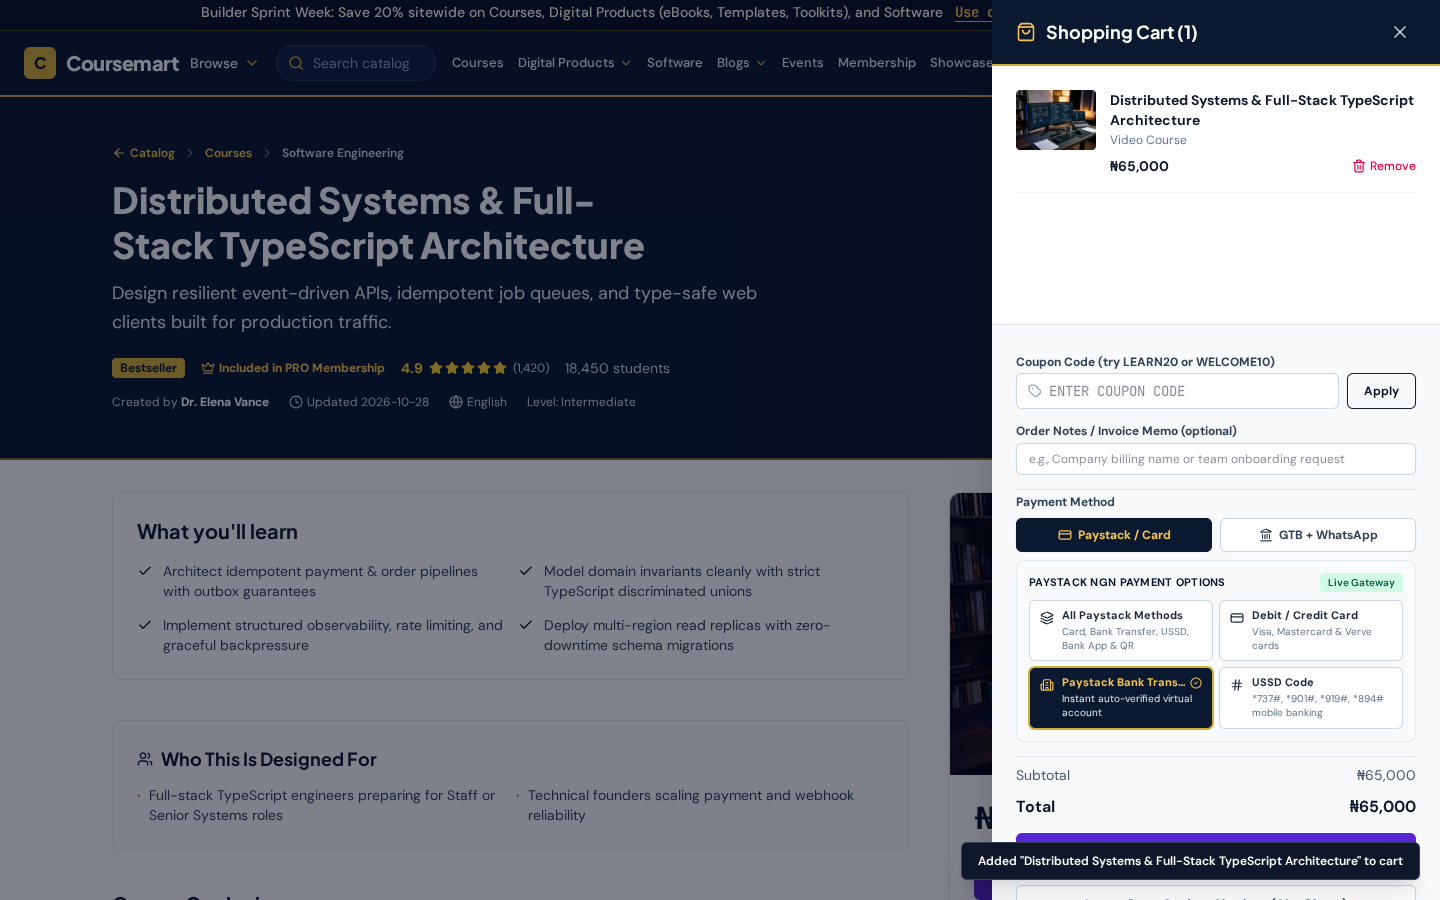 Builder Sprint Week: Save 20% sitewide on Courses, Digital Products (eBooks, Templates, Toolkits), and Software Use
C Coursemart Browse Search catalog Courses Digital Products Software Blogs Events Membership Showcase
Catalog Courses Software Engineering
Distributed Systems & Full-
Stack TypeScript Architecture
Design resilient event-driven APIs, idempotent job queues, and type-safe web
clients built for production traffic.
Bestseller Included in PRO Membership 4.9 (1,420) 18,450 students
Created by Dr. Elena Vance Updated 2026-10-28 English Level: Intermediate
What you'll learn
Architect idempotent payment & order pipelines
with outbox guarantees
Model domain invariants cleanly with strict
TypeScript discriminated unions
Implement structured observability, rate limiting, and
graceful backpressure
Deploy multi-region read replicas with zero-
downtime schema migrations
Who This Is Designed For
· Full-stack TypeScript engineers preparing for Staff or
Senior Systems roles
· Technical founders scaling payment and webhook
reliability
Shopping Cart (1)
Distributed Systems & Full-Stack TypeScript
Architecture
Video Course
₦65,000 Remove
Coupon Code (try LEARN20 or WELCOME10)
ENTER COUPON CODE Apply
Order Notes / Invoice Memo (optional)
e.g., Company billing name or team onboarding request
Payment Method
Paystack / Card GTB + WhatsApp
PAYSTACK NGN PAYMENT OPTIONS Live Gateway
All Paystack Methods
Card, Bank Transfer, USSD,
Bank App & QR
Debit / Credit Card
Visa, Mastercard & Verve
cards
Paystack Bank Trans...
Instant auto-verified virtual
account
USSD Code
*737#, *901#, *919#, *894#
mobile banking
Subtotal ₦65,000
Total ₦65,000
Added "Distributed Systems & Full-Stack TypeScript Architecture" to cart